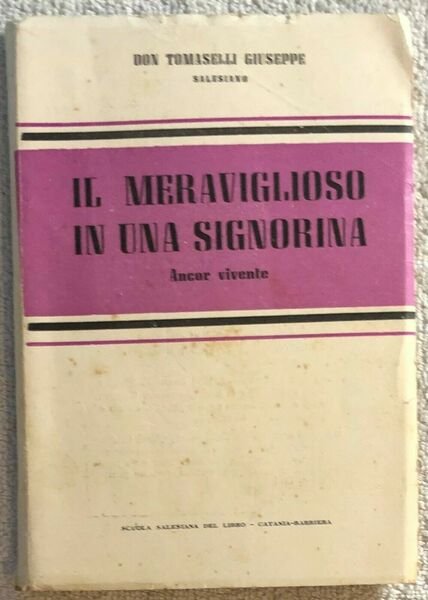 DON TOMASELLI GIUSEPPE
SALESIANO
IL MERAVIGLIOSO
IN UNA SIGNORINA
Ancor vivente
SCUOLA SALESIANA DEL LIBRO - CATANIA-BARRIERA